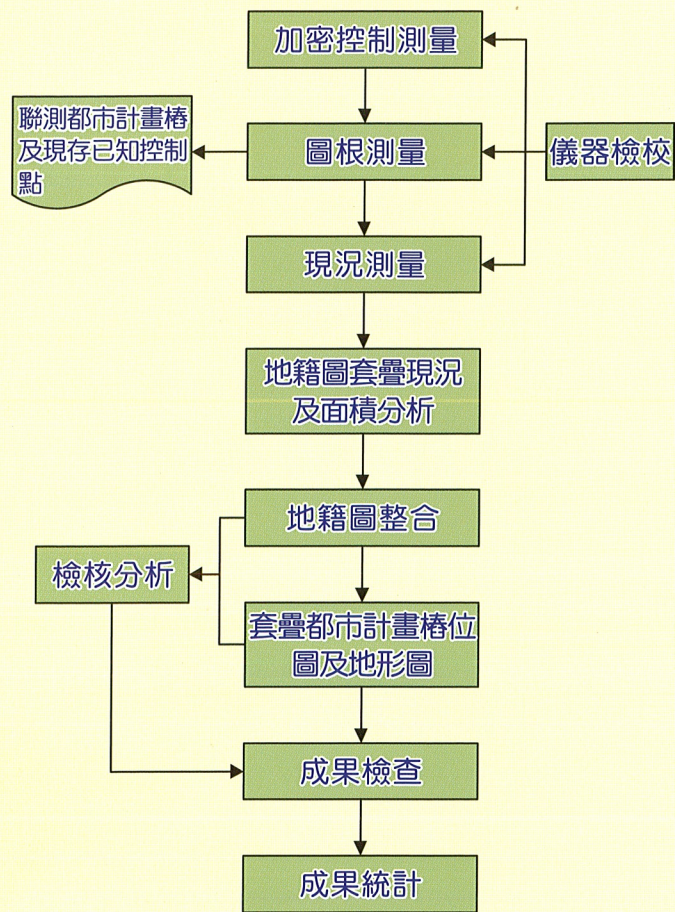 加密控制測量
聯測都市計畫樁
及現存已知控制
點
圖根測量
儀器檢校
現況測量
地籍圖套疊現況
及面積分析
地籍圖整合
檢核分析
套疊都市計畫樁位
圖及地形圖
成果檢查
成果統計